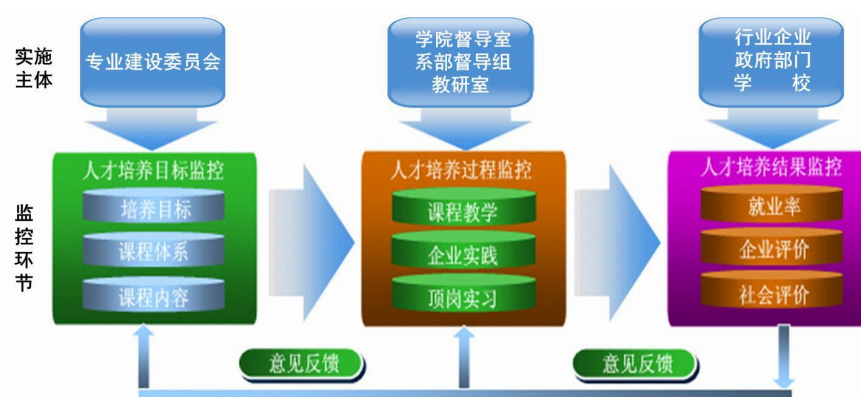 实施
主体
专业建设委员会
学院督导室
系部督导组
教研室
行业企业
政府部门
学 校
监
控
环
节
人才培养目标监控
培养目标
课程体系
课程内容
人才培养过程监控
课程教学
企业实践
顶岗实习
人才培养结果监控
就业率
企业评价
社会评价
意见反馈
意见反馈